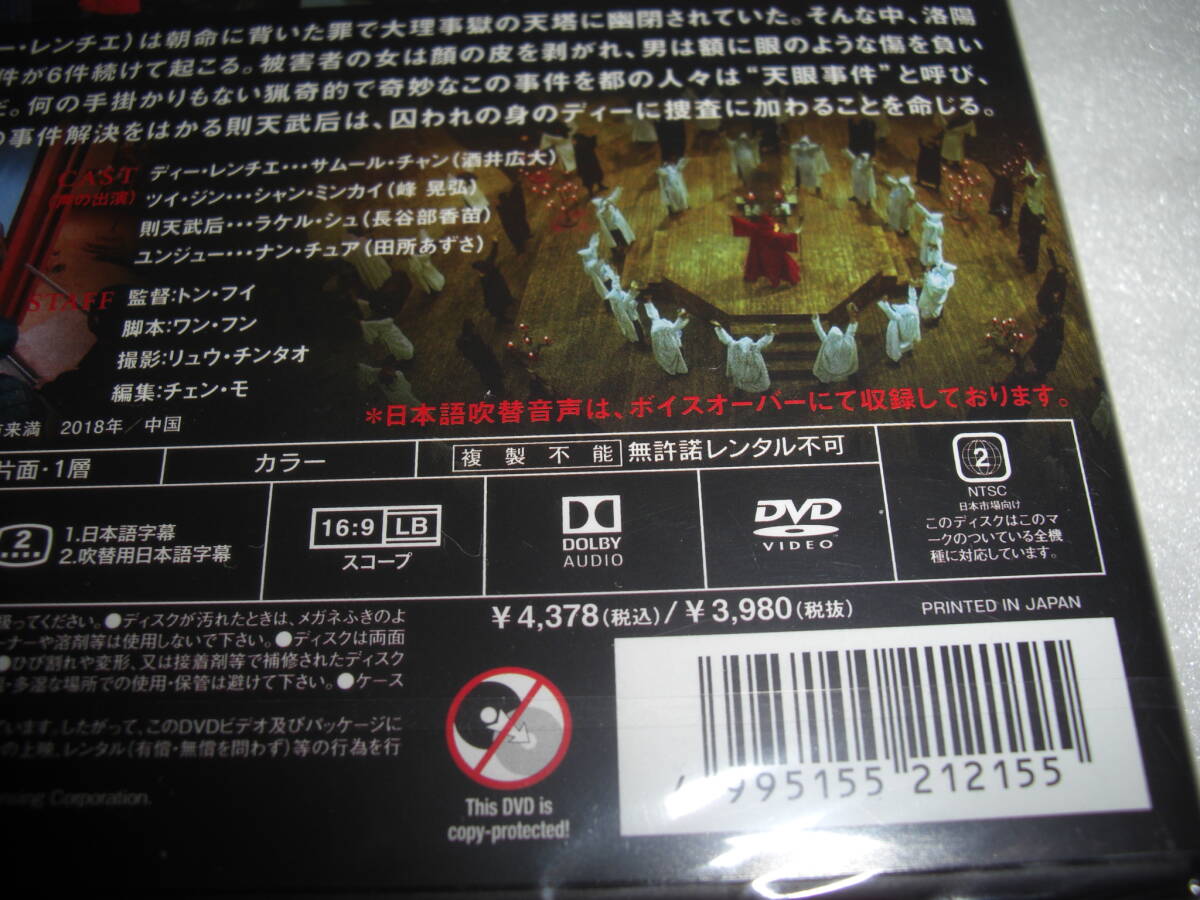 ー・レンチエ)は朝命に背いた罪で大理事獄の天塔に幽閉されていた。そんな中、洛陽
件が6件続けて起こる。被害者の女は顔の皮を剥がれ、男は額に眼のような傷を負い
だ。何の手掛かりもない猟奇的で奇妙なこの事件を都の人々は“天眼事件”と呼び、
の事件解決をはかる則天武后は、囚われの身のディーに捜査に加わることを命じる。
CAST
(声の出演)
ディー・レンチエ・・・サムール・チャン(酒井広大)
ツイ・ジン・・・シャン・ミンカイ(峰 晃弘)
則天武后・・・ラケル・シュ(長谷部香苗)
ユンジュー・・・ナン・チュア(田所あずさ)
STAFF
監督:トン・フイ
脚本:ワン・フン
撮影:リュウ・チンタオ
編集:チェン・モ
来満 2018年/中国
*日本語吹替音声は、ボイスオーバーにて収録しております。
片面・1層
カラー
複製不能 無許諾レンタル不可
2
NTSC
日本市場向け
このディスクはこのマ
ークのついている全機
種に対応しています。
2
1.日本語字幕
2.吹替用日本語字幕
16:9 LB
スコープ
DOLBY
AUDIO
DVD
VIDEO
¥4,378(税込)/¥3,980(税抜)
PRINTED IN JAPAN
扱ってください。●ディスクが汚れたときは、メガネふきのよ
ーナーや溶剤等は使用しないで下さい。●ディスクは両面
●ひび割れや変形、又は接着剤等で補修されたディスク
・多湿な場所での使用・保管は避けて下さい。●ケース
ています。したがって、このDVDビデオ及びパッケージに
の上映、レンタル(有償・無償を問わず)等の行為を行
ensing Corporation.
This DVD is
copy-protected!
4 995155 212155